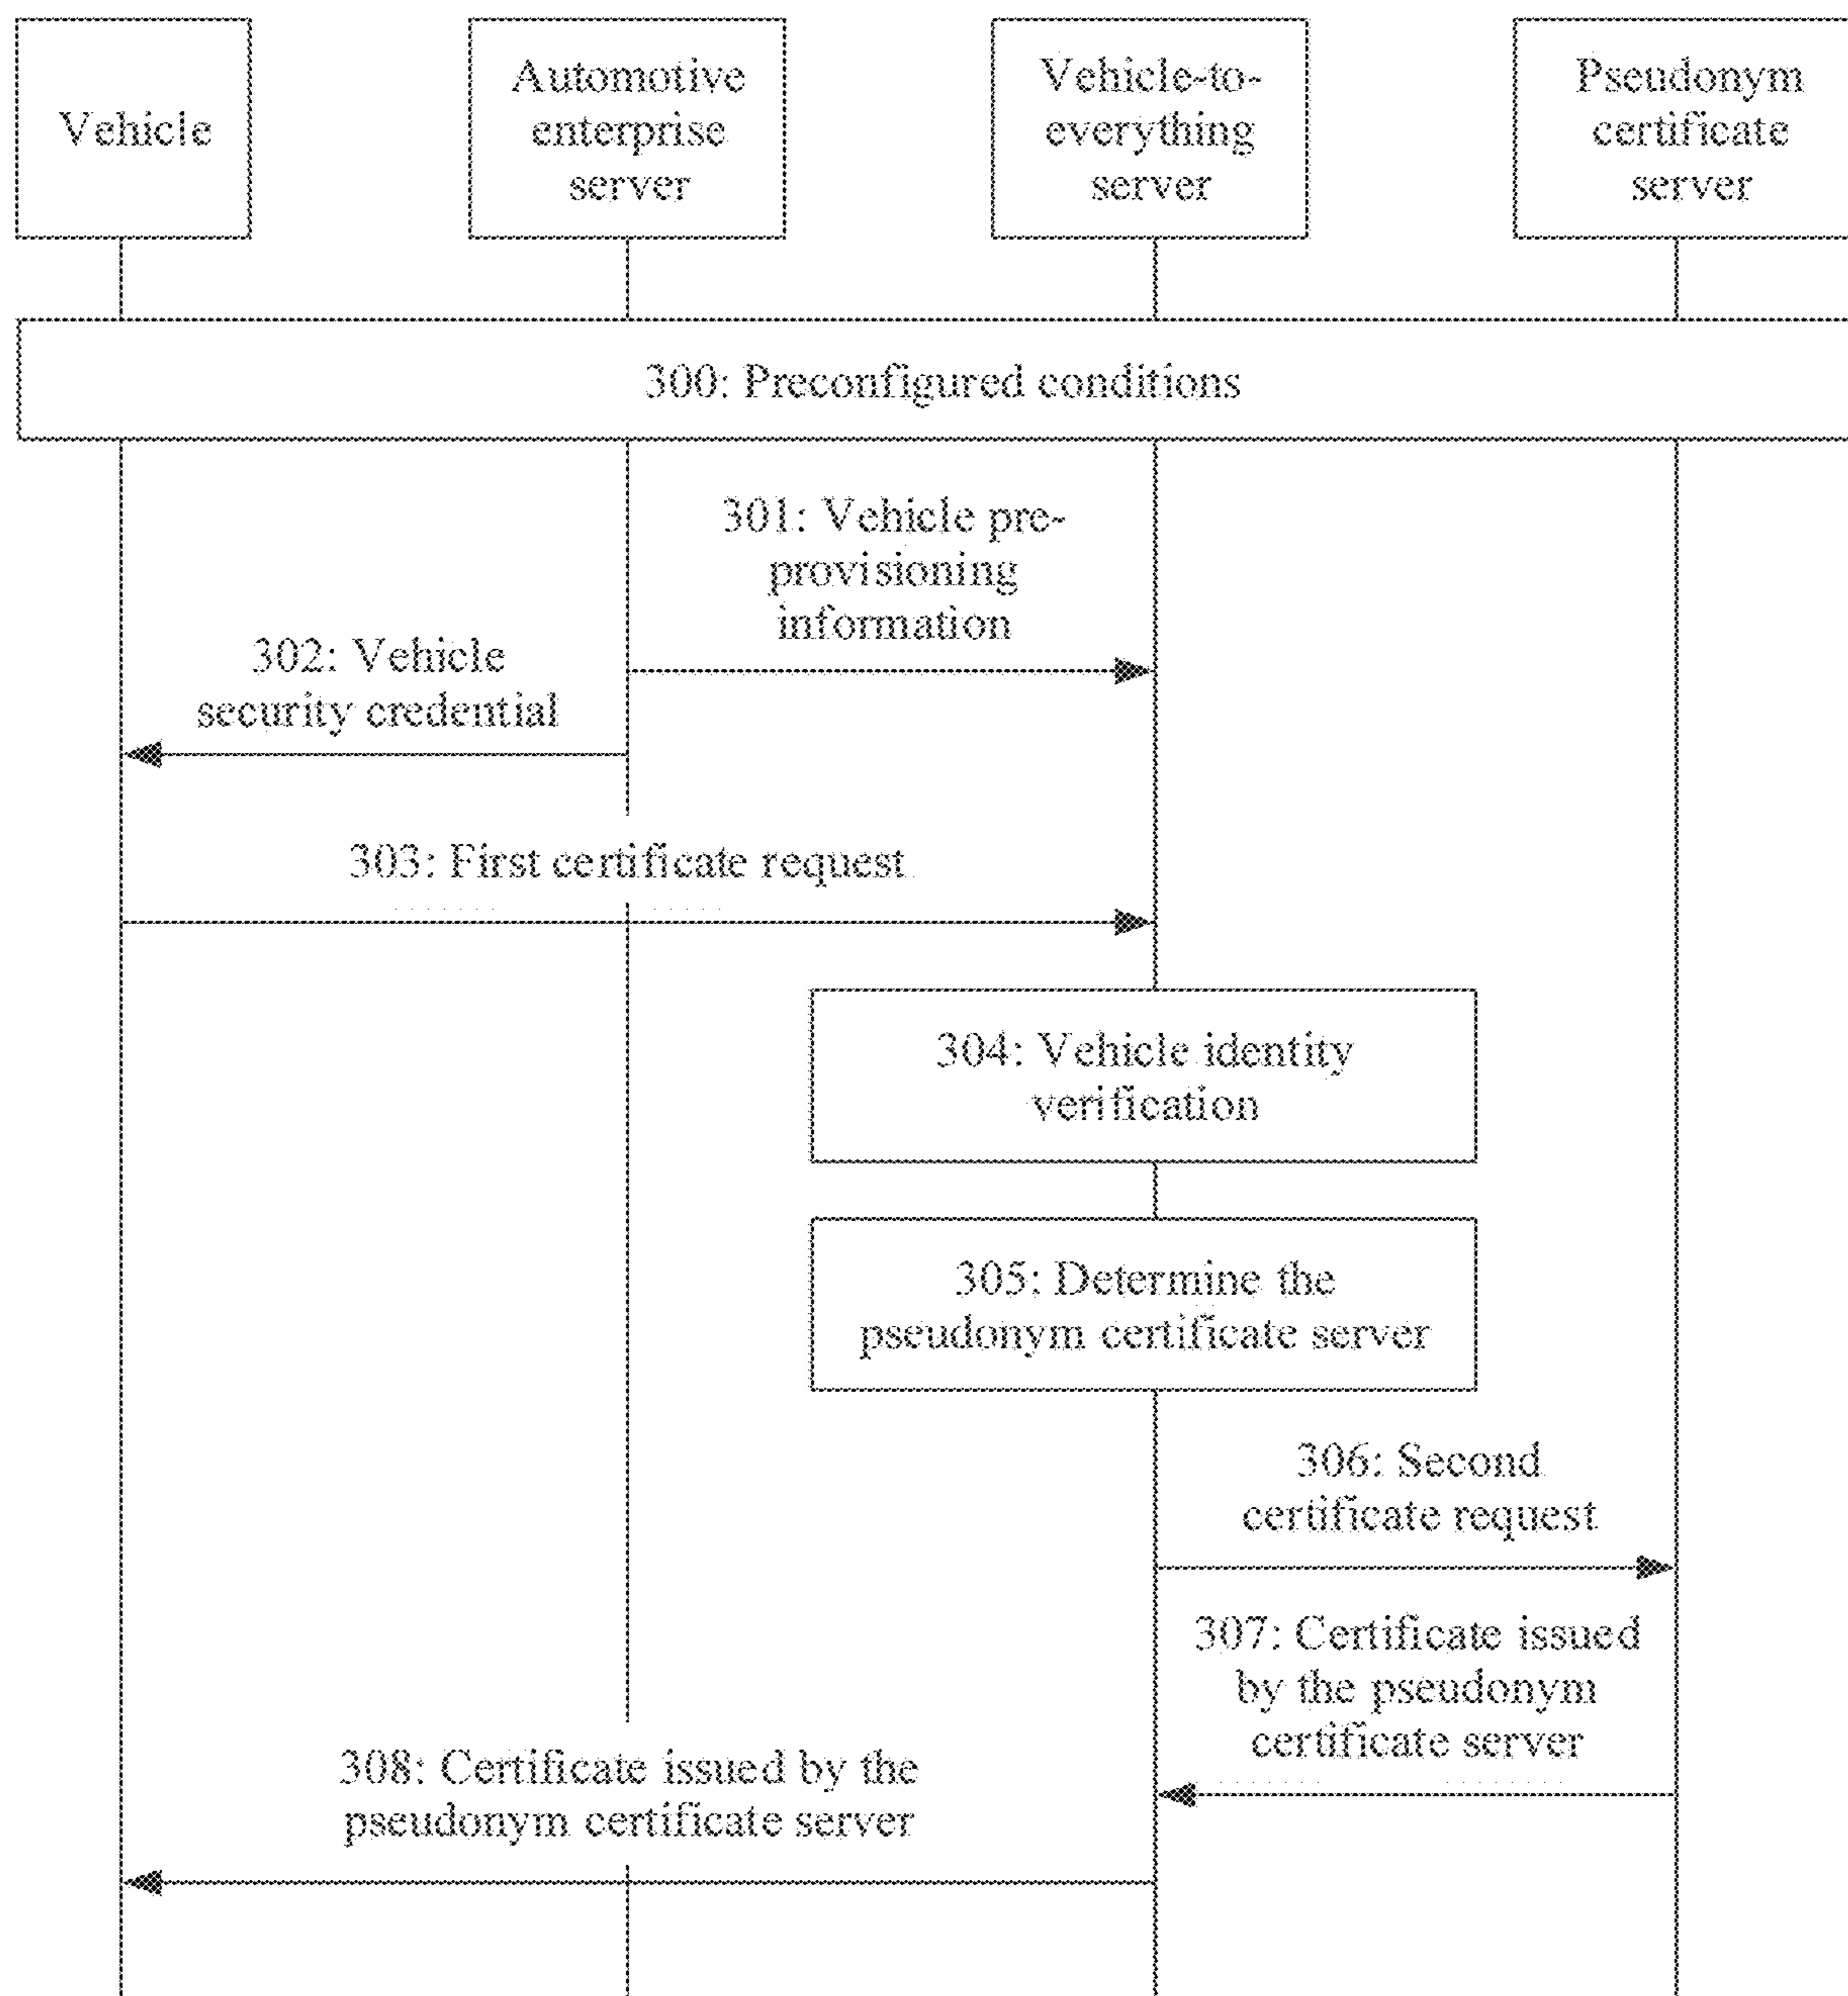 Vehicle
Automotive
enterprise
server
Vehicle-to-
everything
server
Pseudonym
certificate
server
300: Preconfigured conditions
301: Vehicle pre-
provisioning
information
302: Vehicle
security credential
303: First certificate request
304: Vehicle identity
verification
305: Determine the
pseudonym certificate server
306: Second
certificate request
307: Certificate issued
by the pseudonym
certificate server
308: Certificate issued by the
pseudonym certificate server